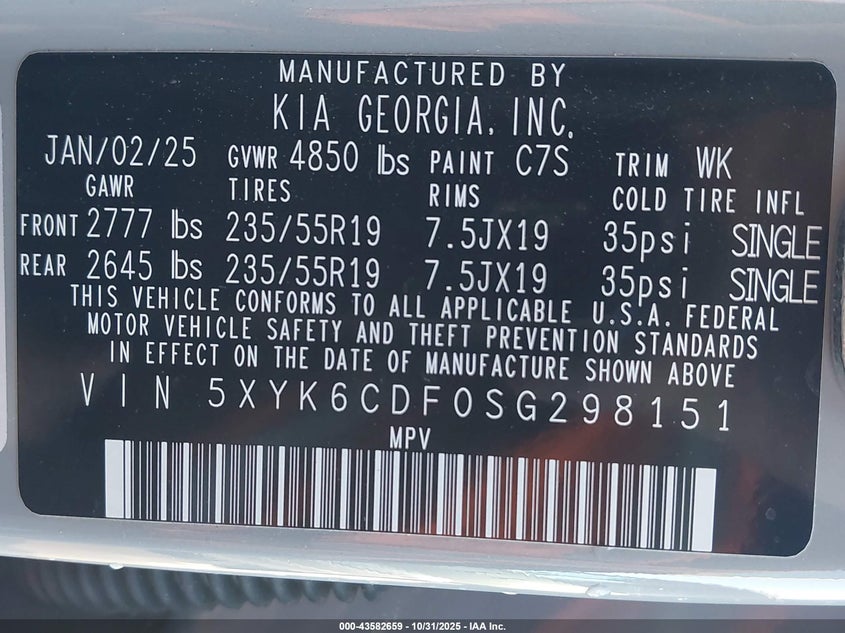 MANUFACTURED BY
KIA GEORGIA, INC.
JAN/02/25 GVWR 4850 lbs PAINT C7S TRIM WK
GAWR TIRES RIMS COLD TIRE INFL
FRONT 2777 lbs 235/55R19 7.5JX19 35psi SINGLE
REAR 2645 lbs 235/55R19 7.5JX19 35psi SINGLE
THIS VEHICLE CONFORMS TO ALL APPLICABLE U.S.A. FEDERAL
MOTOR VEHICLE SAFETY AND THEFT PREVENTION STANDARDS
IN EFFECT ON THE DATE OF MANUFACTURE SHOWN ABOVE
VIN 5XYK6CDF0SG298151
MPV
000-43582659 - 10/31/2025 - IAA Inc.